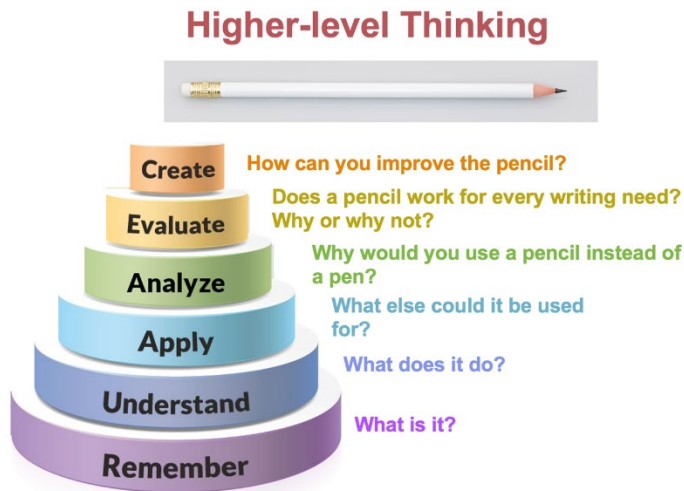 Higher-level Thinking
Create
How can you improve the pencil?
Evaluate
Does a pencil work for every writing need?
Why or why not?
Analyze
Why would you use a pencil instead of
a pen?
Apply
What else could it be used
for?
Understand
What does it do?
Remember
What is it?